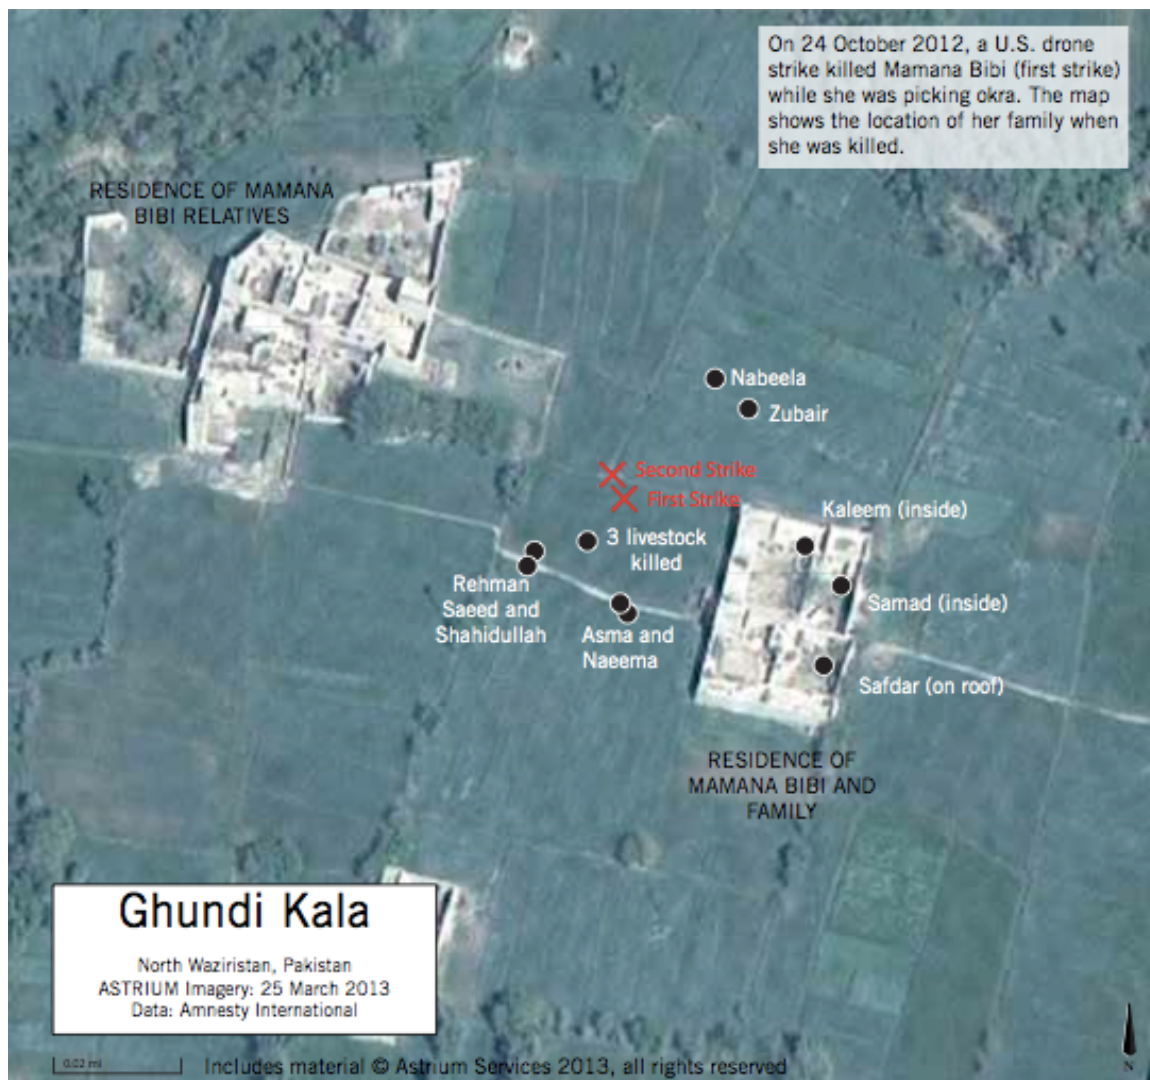 On 24 October 2012, a U.S. drone
strike killed Mamana Bibi (first strike)
while she was picking okra. The map
shows the location of her family when
she was killed.
RESIDENCE OF MAMANA
BIBI RELATIVES
Nabeela
Zubair
Second Strike
First Strike
Kaleem (inside)
3 livestock
killed
Rehman
Saeed and
Shahidullah
Samad (inside)
Asma and
Naeema
Safdar (on roof)
RESIDENCE OF
MAMANA BIBI AND
FAMILY
Ghundi Kala
North Waziristan, Pakistan
ASTRIUM Imagery: 25 March 2013
Data: Amnesty International
0.02 mi
Includes material © Astrium Services 2013, all rights reserved
N